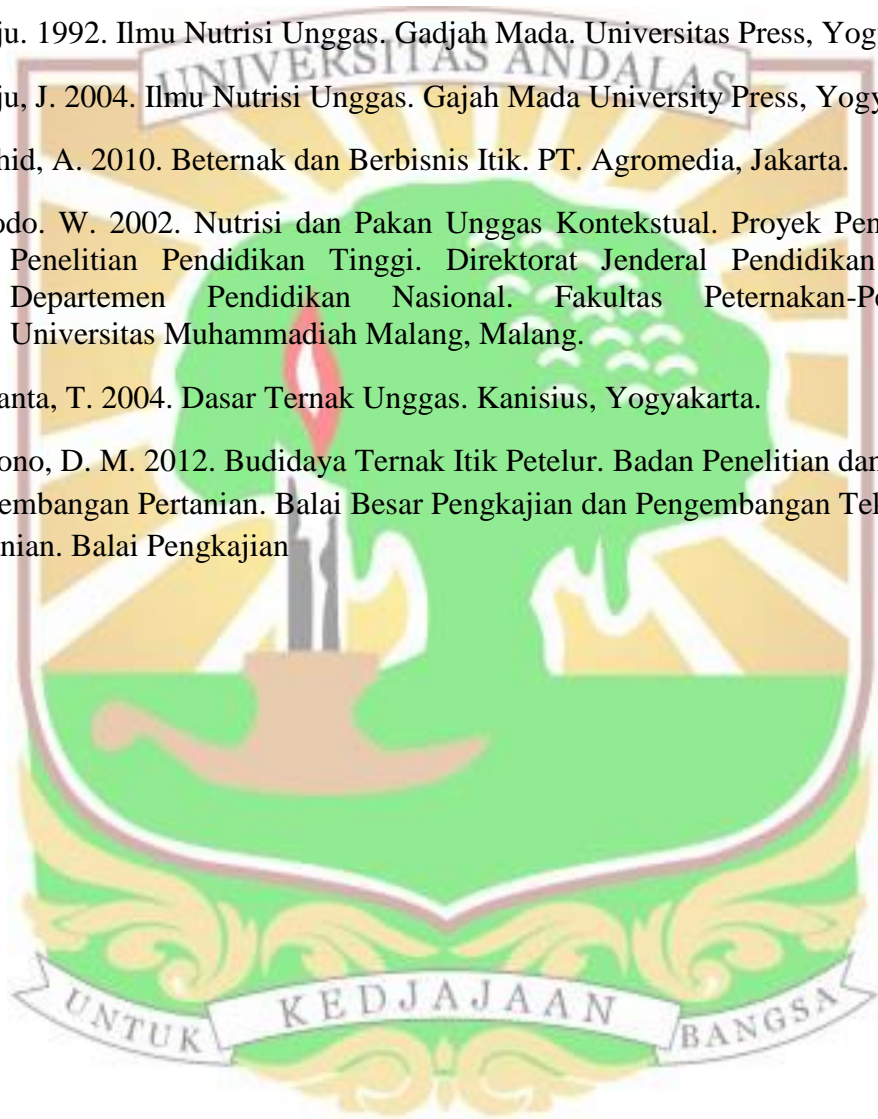 ju. 1992. Ilmu Nutrisi Unggas. Gadjah Mada. Universitas Press, Yog
UNIVERSITAS ANDALAS
ju, J. 2004. Ilmu Nutrisi Unggas. Gajah Mada University Press, Yogy
hid, A. 2010. Beternak dan Berbisnis Itik. PT. Agromedia, Jakarta.
odo. W. 2002. Nutrisi dan Pakan Unggas Kontekstual. Proyek Pen
Penelitian Pendidikan Tinggi. Direktorat Jenderal Pendidikan
Departemen Pendidikan Nasional. Fakultas Peternakan-Pe
Universitas Muhammadiah Malang, Malang.
anta, T. 2004. Dasar Ternak Unggas. Kanisius, Yogyakarta.
ono, D. M. 2012. Budidaya Ternak Itik Petelur. Badan Penelitian dan
embangan Pertanian. Balai Besar Pengkajian dan Pengembangan Tek
nian. Balai Pengkajian
UNTUK KEDJAJAAN BANGSA